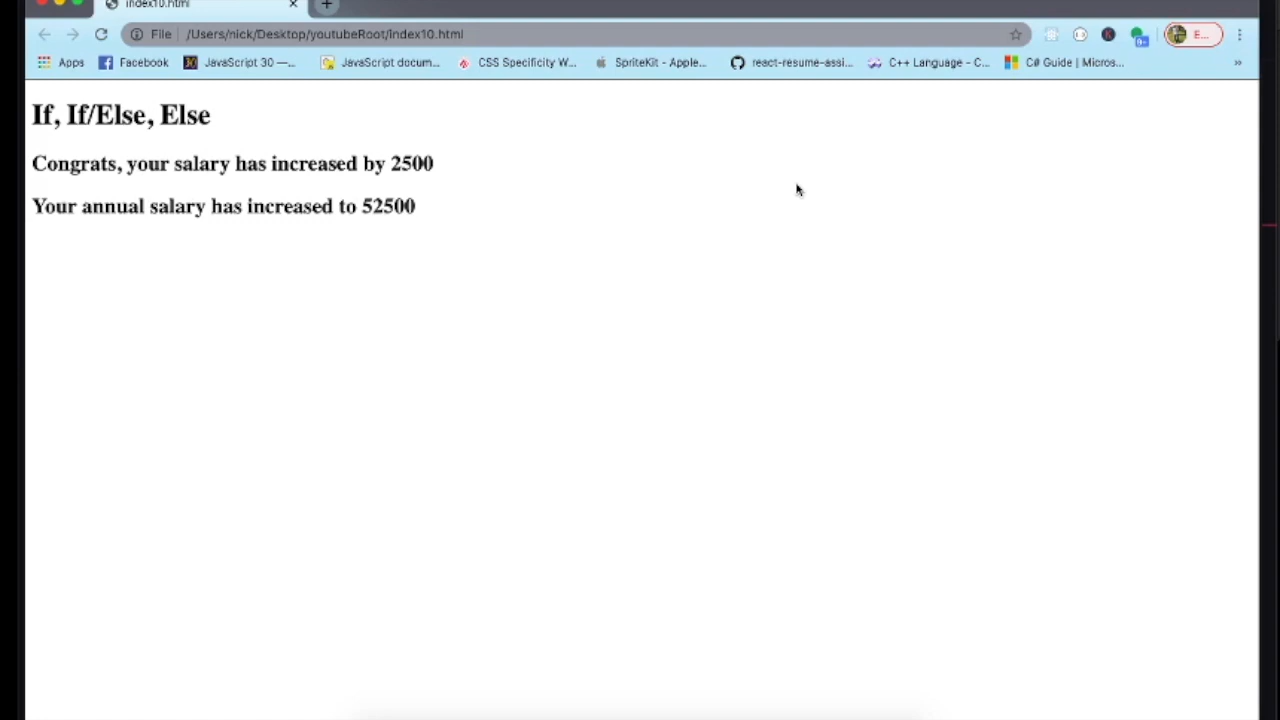 index10.html
File /Users/nick/Desktop/youtubeRoot/index10.html
E...
Apps Facebook JavaScript 30 —... JavaScript docum... CSS Specificity W... SpriteKit - Apple... react-resume-assi... C++ Language - C... C# Guide | Micros... »
If, If/Else, Else
Congrats, your salary has increased by 2500
Your annual salary has increased to 52500